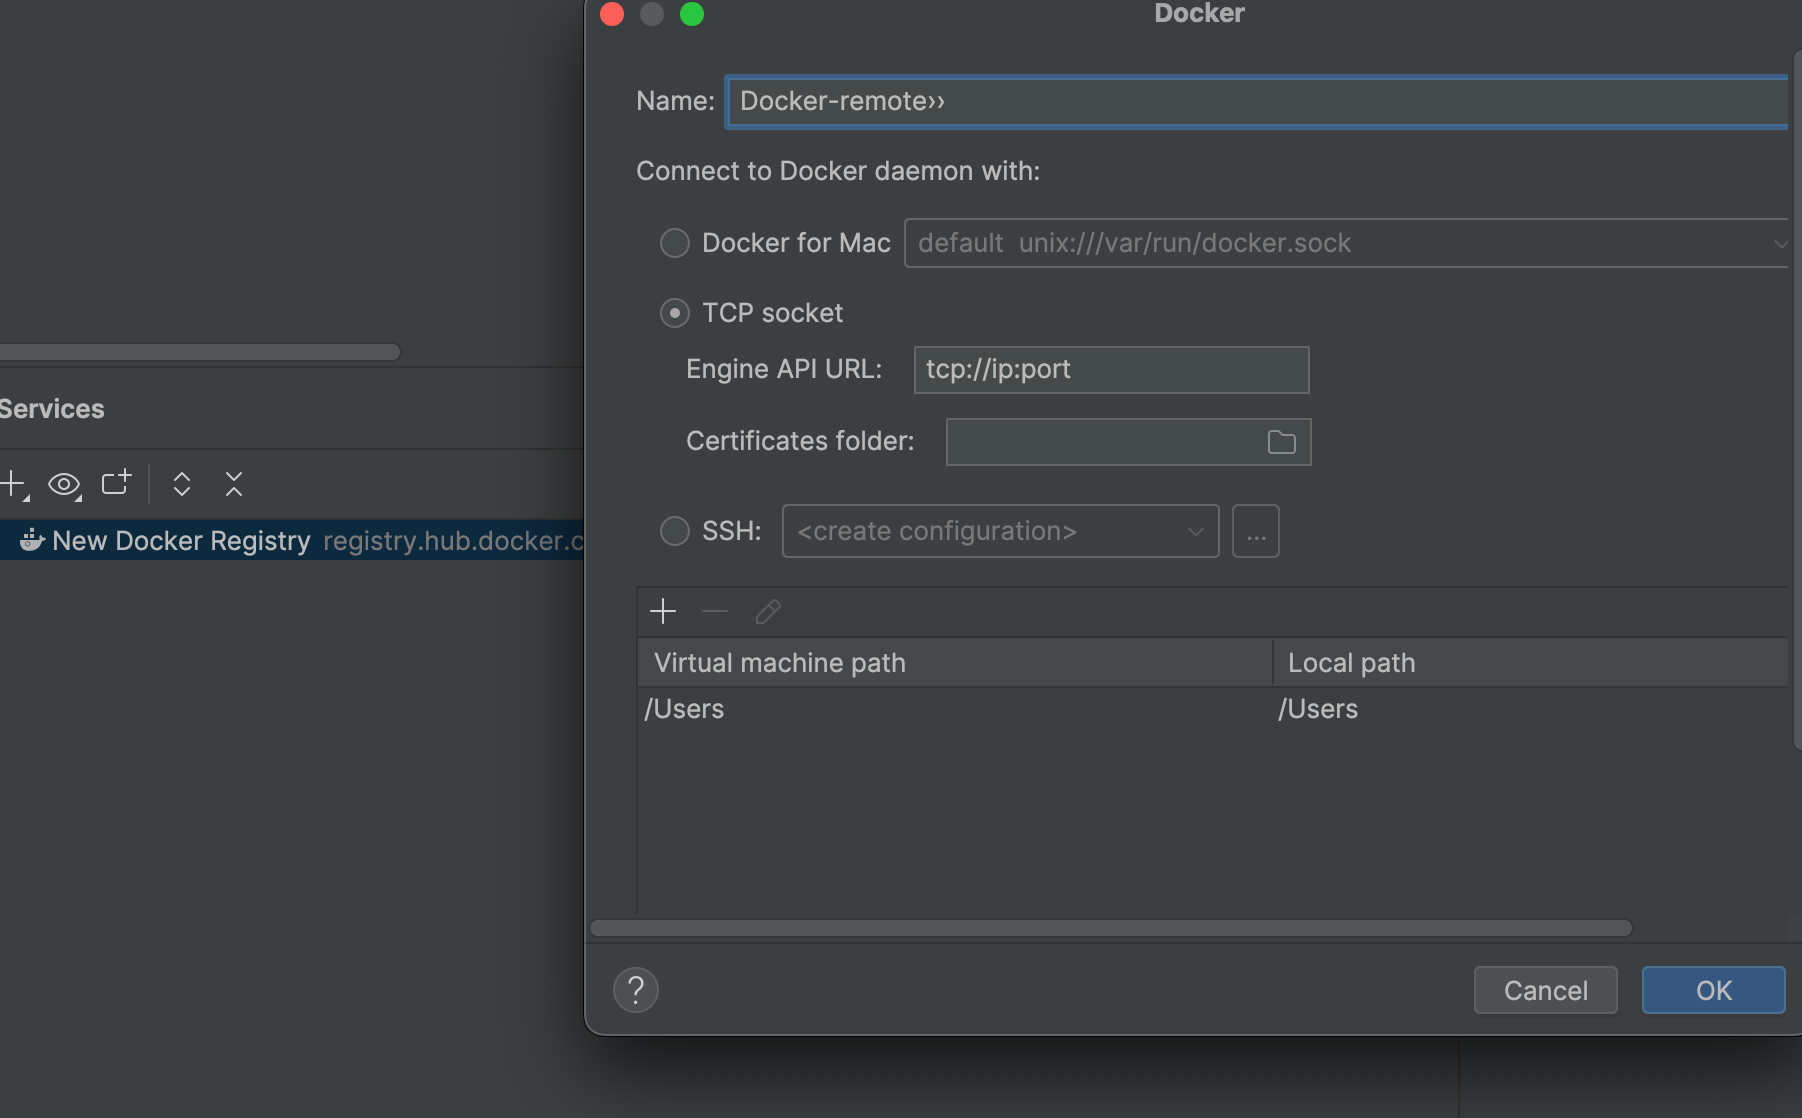 Docker
Name: Docker-remote››
Connect to Docker daemon with:
Docker for Mac default unix:///var/run/docker.sock
TCP socket
Engine API URL: tcp://ip:port
Certificates folder:
SSH: <create configuration> ...
Virtual machine path Local path
/Users /Users
? Cancel OK
Services
New Docker Registry registry.hub.docker.c